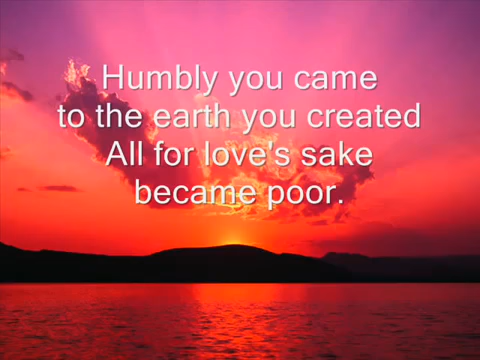 Humbly you came
to the earth you created
All for love's sake
became poor.